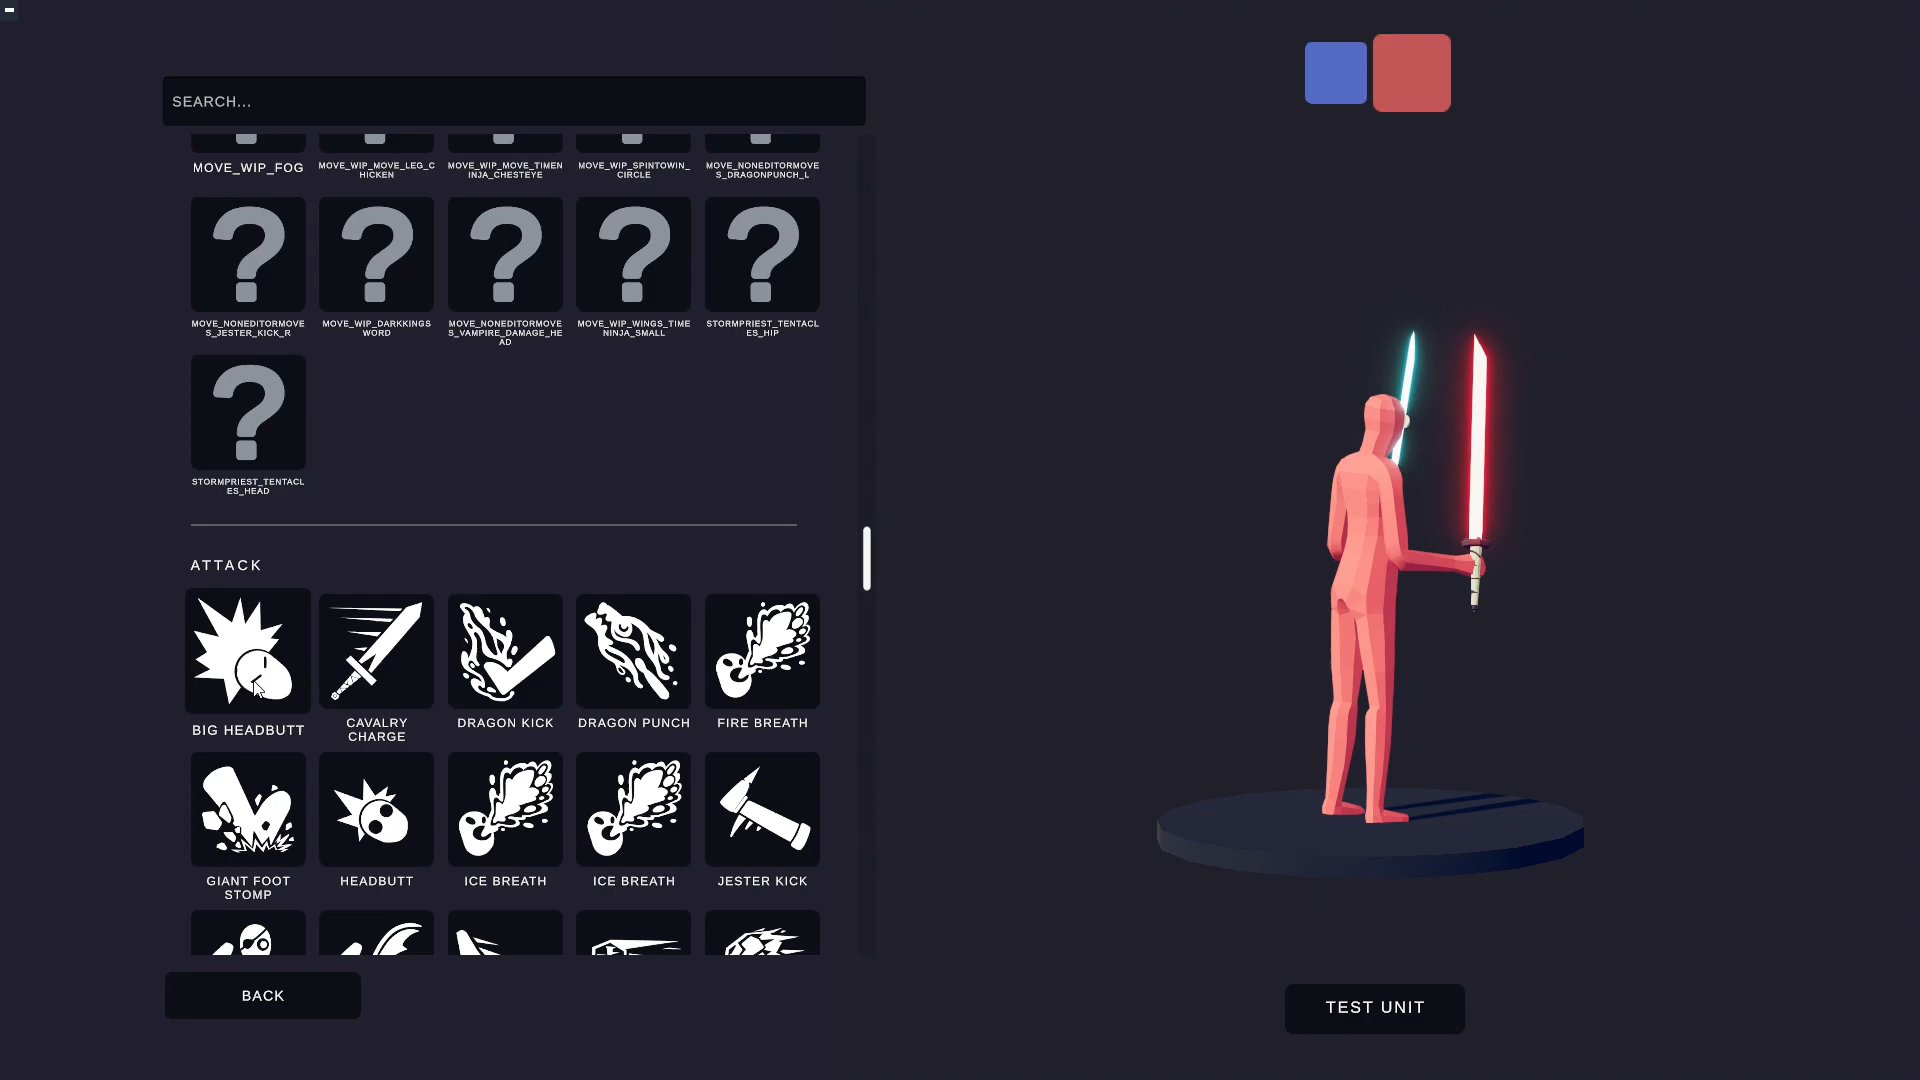 SEARCH...
MOVE_WIP_FOG
MOVE_WIP_MOVE_LEG_C
HICKEN
MOVE_WIP_MOVE_TIMEN
INJA_CHESTEYE
MOVE_WIP_SPINTOWIN_
CIRCLE
MOVE_NONEDITORMOVE
S_DRAGONPUNCH_L
MOVE_NONEDITORMOVE
S_JESTER_KICK_R
MOVE_WIP_DARKKINGS
WORD
MOVE_NONEDITORMOVE
S_VAMPIRE_DAMAGE_HE
AD
MOVE_WIP_WINGS_TIME
NINJA_SMALL
STORMPRIEST_TENTACL
ES_HIP
STORMPRIEST_TENTACL
ES_HEAD
ATTACK
BIG HEADBUTT
CAVALRY
CHARGE
DRAGON KICK
DRAGON PUNCH
FIRE BREATH
GIANT FOOT
STOMP
HEADBUTT
ICE BREATH
ICE BREATH
JESTER KICK
BACK
TEST UNIT